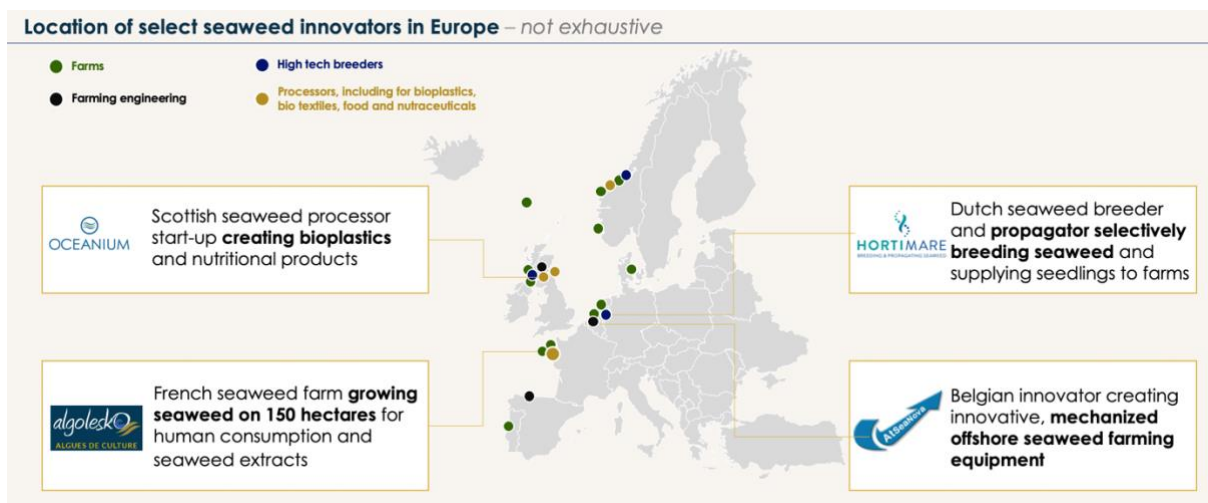 Location of select seaweed innovators in Europe – not exhaustive
Farms
High tech breeders
Farming engineering
Processors, including for bioplastics,
bio textiles, food and nutraceuticals
OCEANIUM
Scottish seaweed processor
start-up creating bioplastics
and nutritional products
HORTIMARE
BREEDING & PROPAGATING SEAWEED
Dutch seaweed breeder
and propagator selectively
breeding seaweed and
supplying seedlings to farms
algolesko
ALGUES DE CULTURE
French seaweed farm growing
seaweed on 150 hectares for
human consumption and
seaweed extracts
AtSeaNova
Belgian innovator creating
innovative, mechanized
offshore seaweed farming
equipment